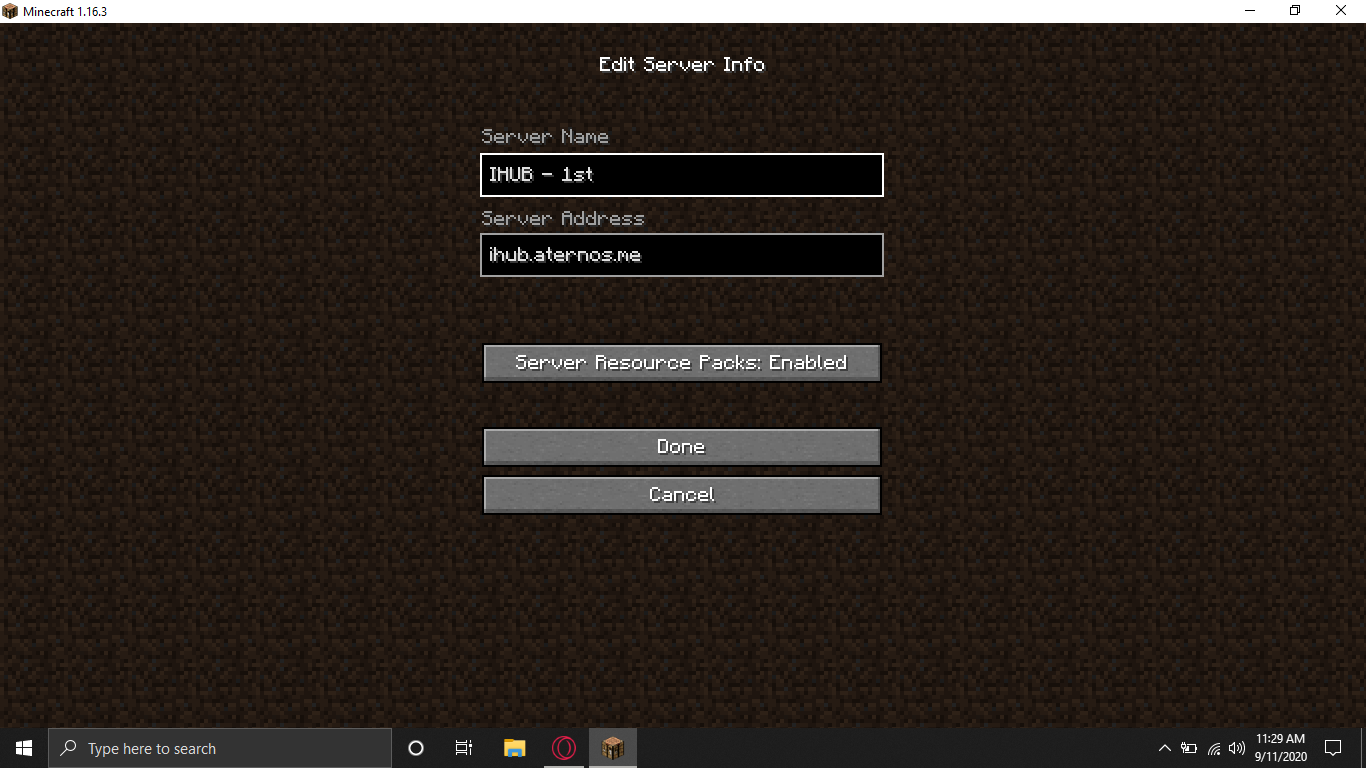 Minecraft 1.16.3
Edit Server Info
Server Name
IHUB - 1st
Server Address
ihub.aternos.me
Server Resource Packs: Enabled
Done
Cancel
Type here to search
11:29 AM
9/11/2020